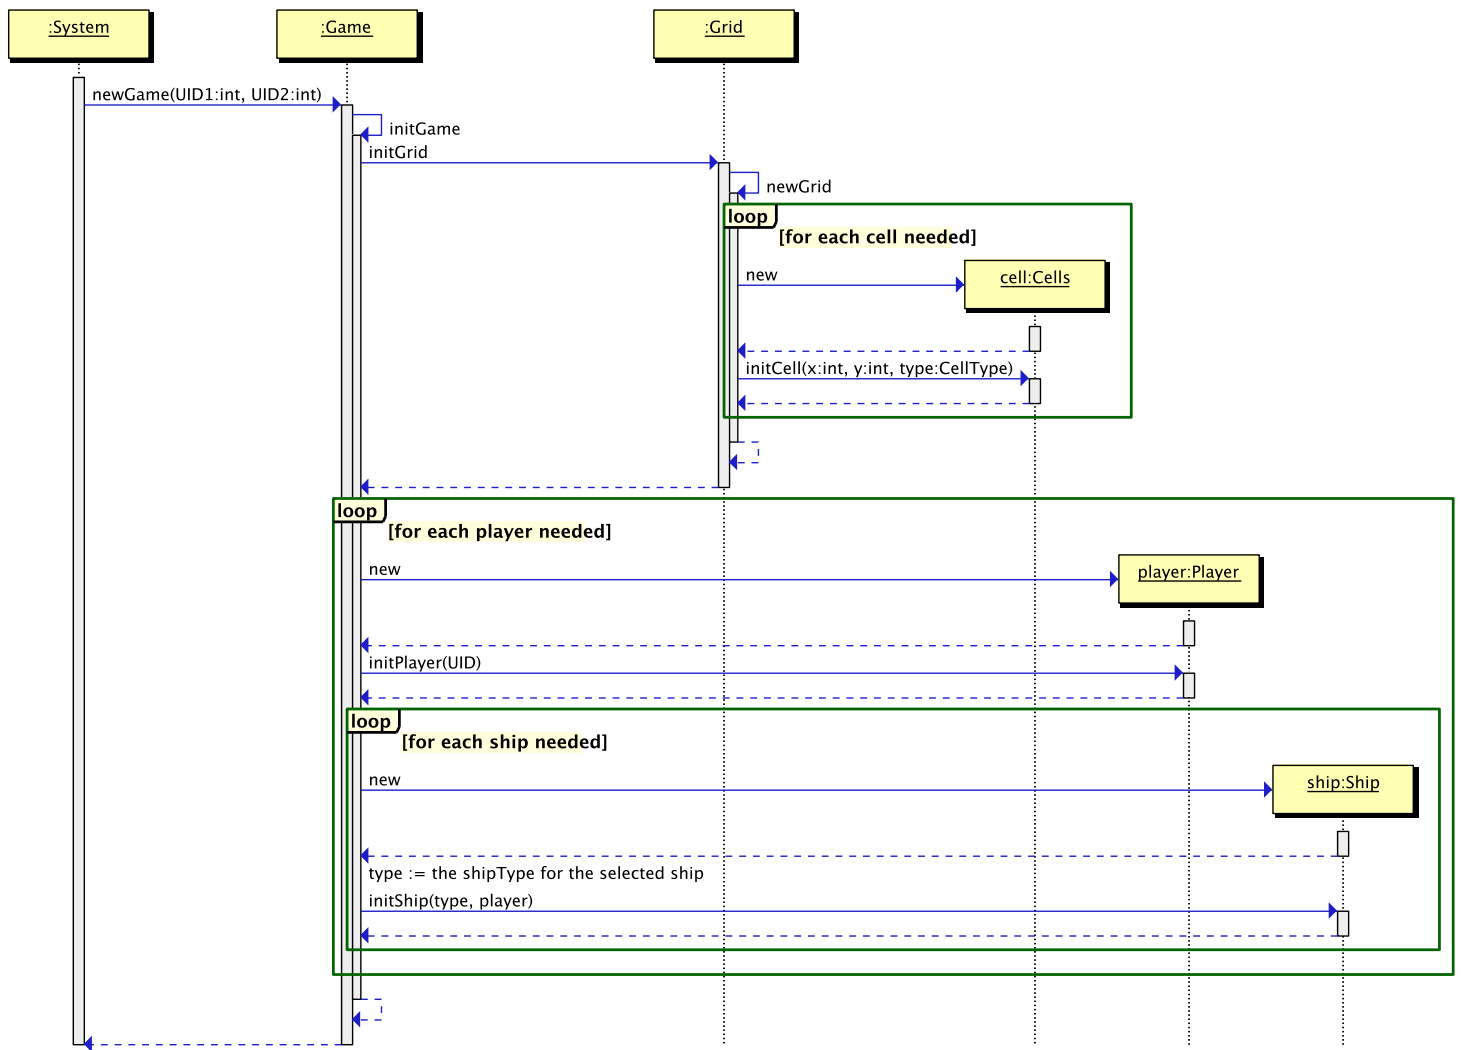 :System
:Game
:Grid
newGame(UID1:int, UID2:int)
initGame
initGrid
newGrid
loop
[for each cell needed]
new
cell:Cells
initCell(x:int, y:int, type:CellType)
loop
[for each player needed]
new
player:Player
initPlayer(UID)
loop
[for each ship needed]
new
ship:Ship
type := the shipType for the selected ship
initShip(type, player)